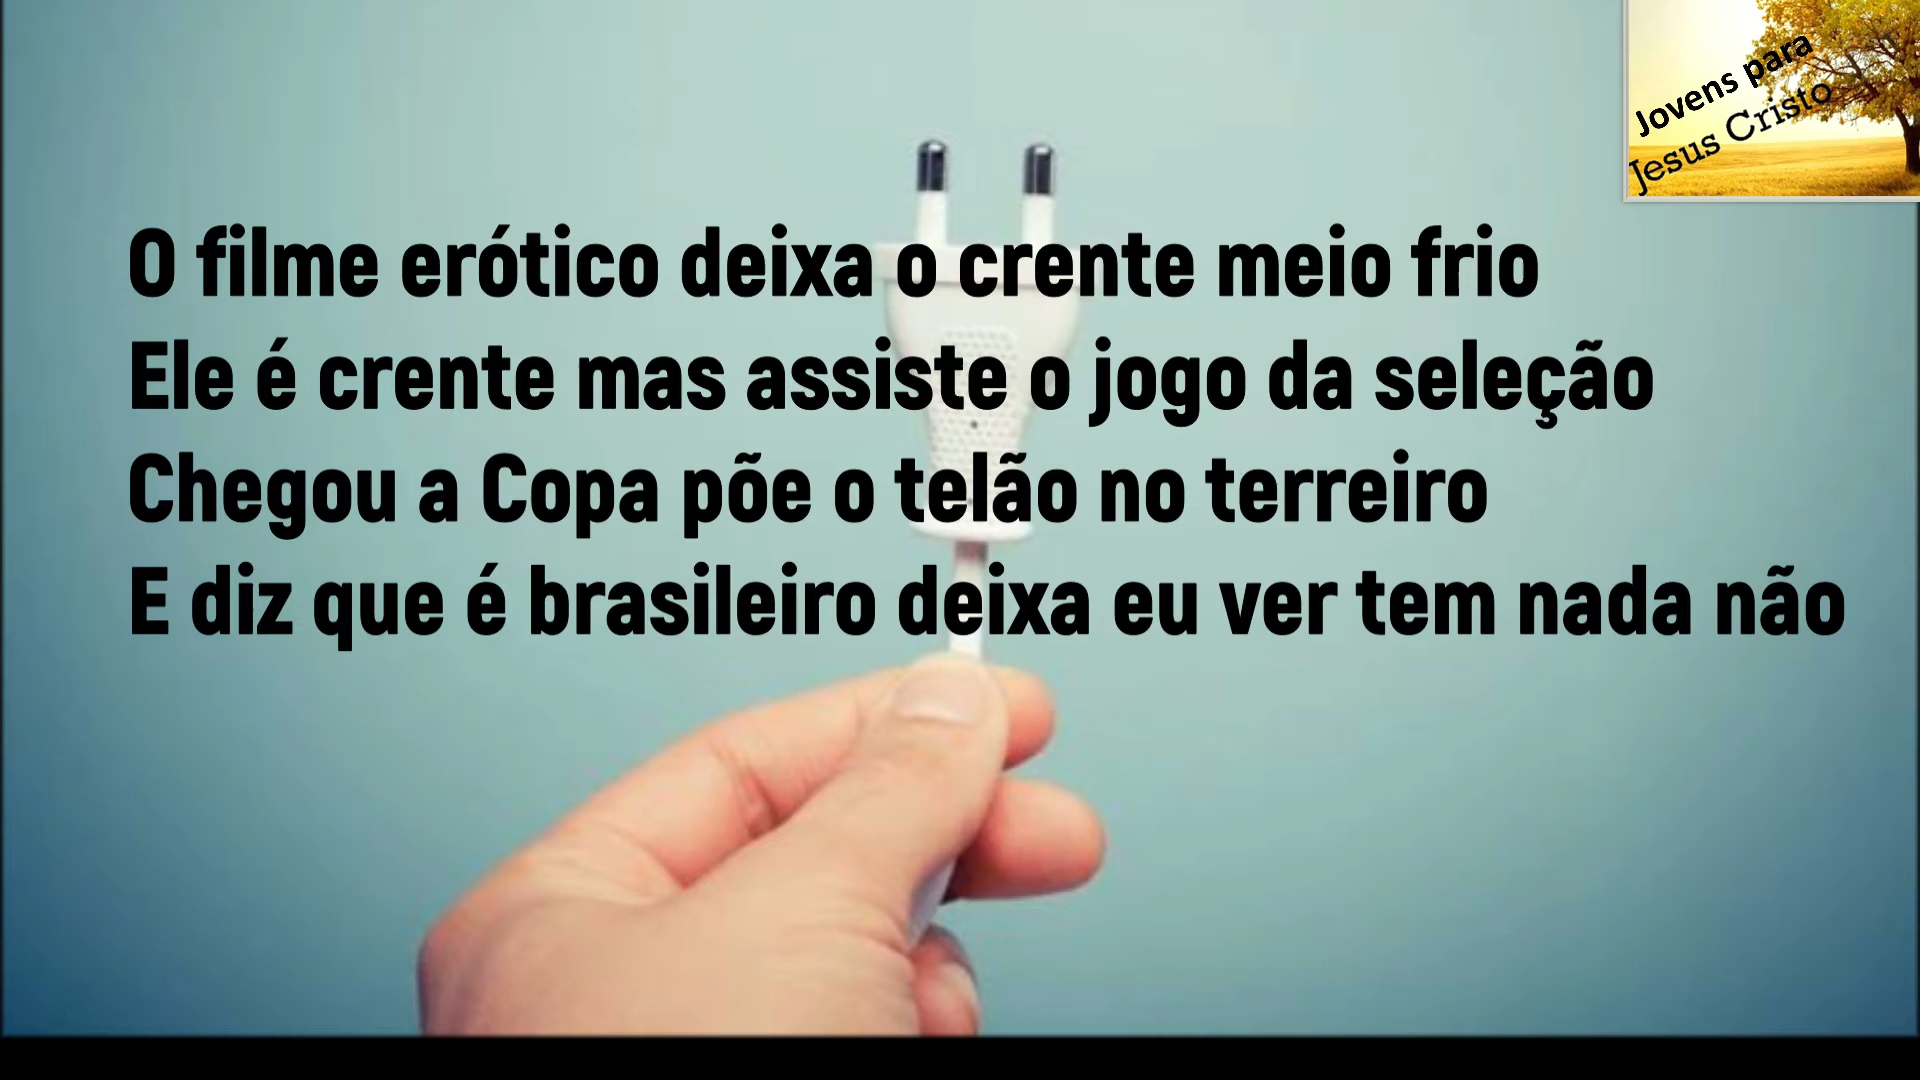 Jovens para
Jesus Cristo
O filme erótico deixa o crente meio frio
Ele é crente mas assiste o jogo da seleção
Chegou a Copa põe o telão no terreiro
E diz que é brasileiro deixa eu ver tem nada não